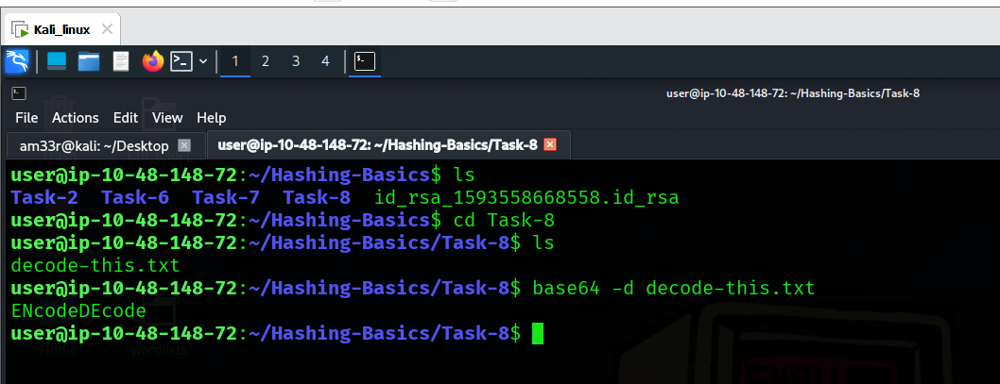 Kali_linux
1 2 3 4
user@ip-10-48-148-72: ~/Hashing-Basics/Task-8
File Actions Edit View Help
am33r@kali: ~/Desktop user@ip-10-48-148-72: ~/Hashing-Basics/Task-8
user@ip-10-48-148-72:~/Hashing-Basics$ ls
Task-2 Task-6 Task-7 Task-8 id_rsa_1593558668558.id_rsa
user@ip-10-48-148-72:~/Hashing-Basics$ cd Task-8
user@ip-10-48-148-72:~/Hashing-Basics/Task-8$ ls
decode-this.txt
user@ip-10-48-148-72:~/Hashing-Basics/Task-8$ base64 -d decode-this.txt
ENcodeDEcode
user@ip-10-48-148-72:~/Hashing-Basics/Task-8$
Home wordlists